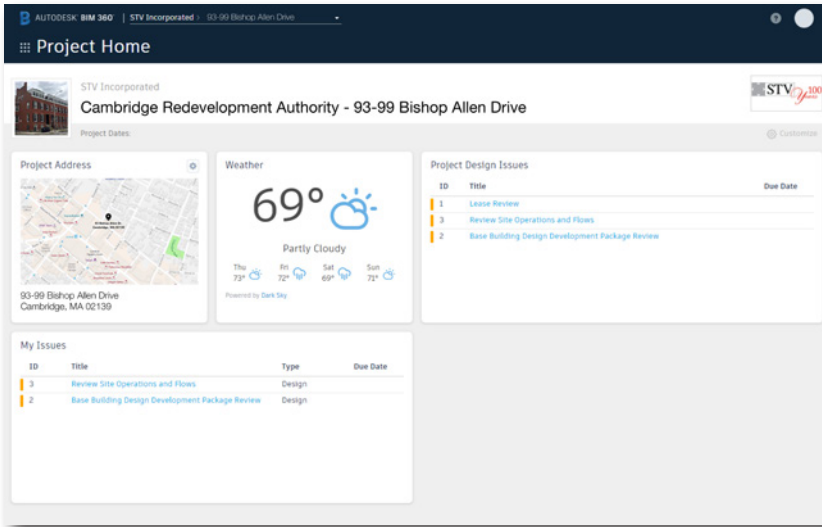 AUTODESK® BIM 360™ | STV Incorporated > 93-99 Bishop Allen Drive
Project Home
STV Incorporated
Cambridge Redevelopment Authority - 93-99 Bishop Allen Drive
STV 100 Years
Project Dates:
Customize
Project Address
93-99 Bishop Allen Drive
Cambridge, MA 02139
Weather
69°
Partly Cloudy
Thu Fri Sat Sun
73° 72° 69° 71°
Powered by Dark Sky
Project Design Issues
ID Title Due Date
1 Lease Review
3 Review Site Operations and Flows
2 Base Building Design Development Package Review
My Issues
ID Title Type Due Date
3 Review Site Operations and Flows Design
2 Base Building Design Development Package Review Design